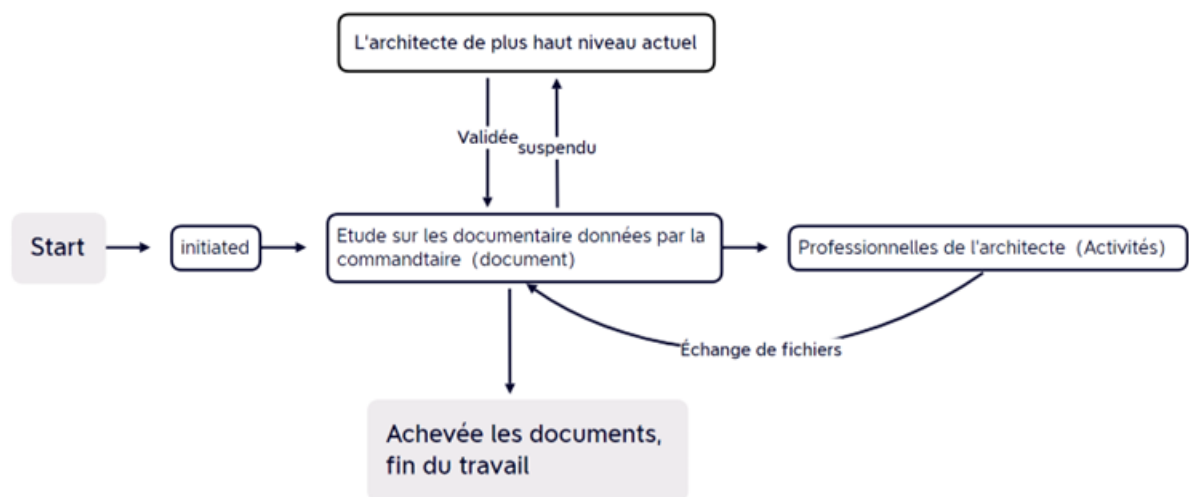 L'architecte de plus haut niveau actuel
Validée
suspendu
Start
initiated
Etude sur les documentaire données par la
commandtaire (document)
Professionnelles de l'architecte (Activités)
Échange de fichiers
Achevée les documents,
fin du travail